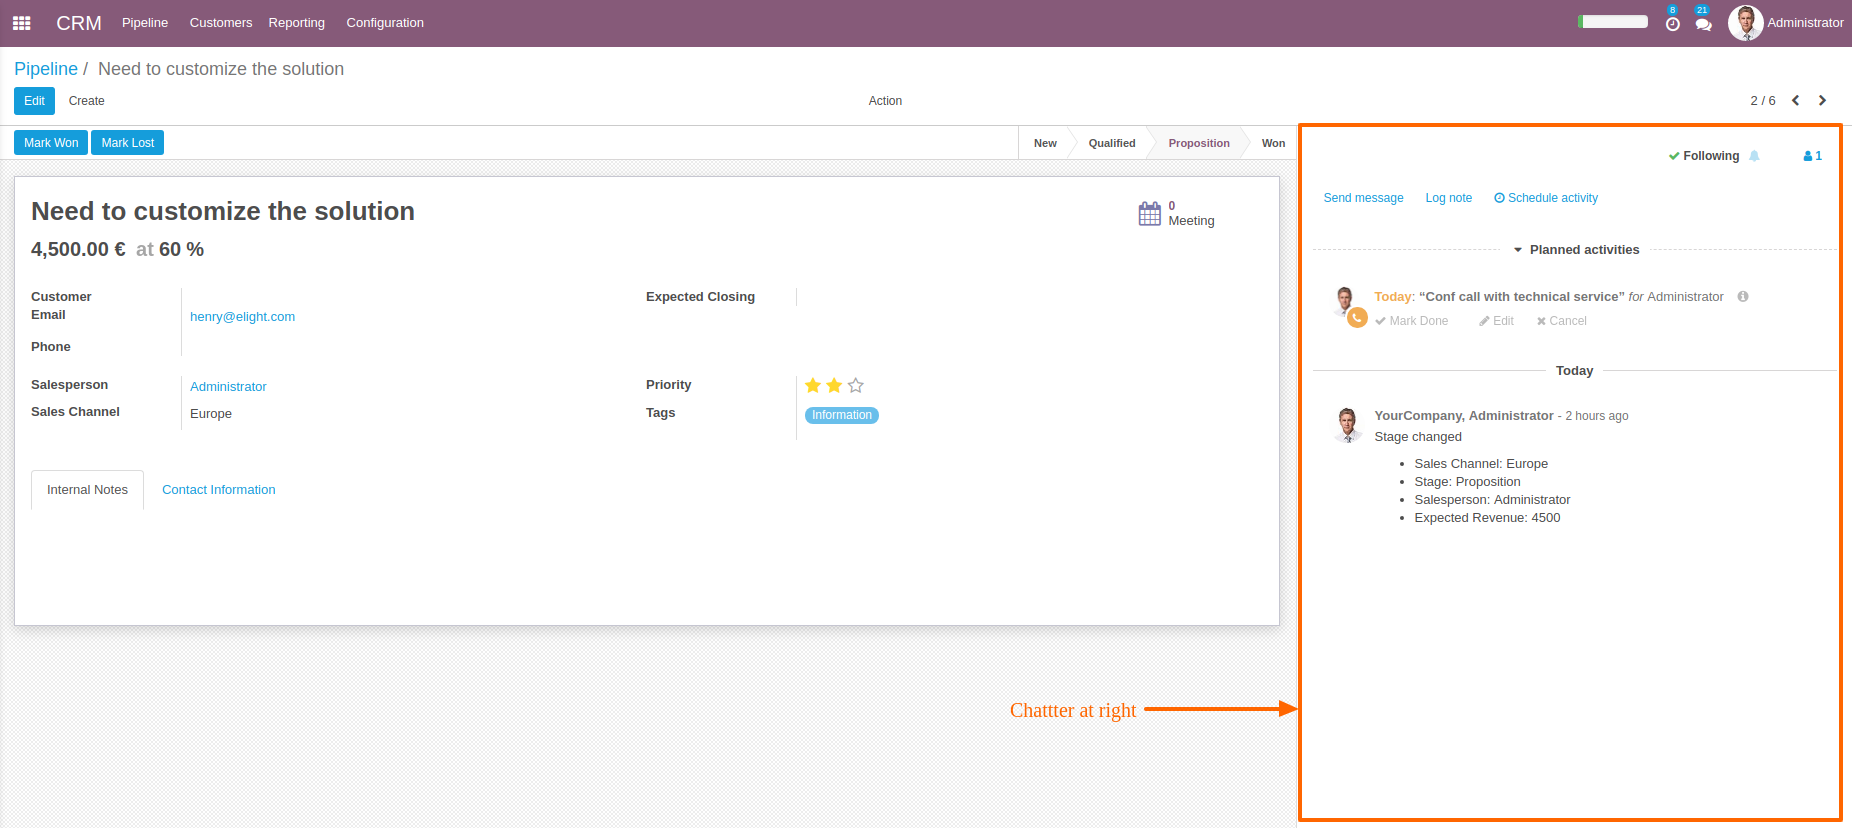 CRM Pipeline Customers Reporting Configuration 8 21 Administrator
Pipeline / Need to customize the solution
Edit Create Action 2 / 6
Mark Won Mark Lost New Qualified Proposition Won
Need to customize the solution
4,500.00 € at 60 %
0
Meeting
Customer
Email henry@elight.com
Phone
Expected Closing
Salesperson Administrator
Sales Channel Europe
Priority
Tags Information
Internal Notes Contact Information
Chattter at right
Following 1
Send message Log note Schedule activity
Planned activities
Today: “Conf call with technical service” for Administrator
Mark Done Edit Cancel
Today
YourCompany, Administrator - 2 hours ago
Stage changed
• Sales Channel: Europe
• Stage: Proposition
• Salesperson: Administrator
• Expected Revenue: 4500